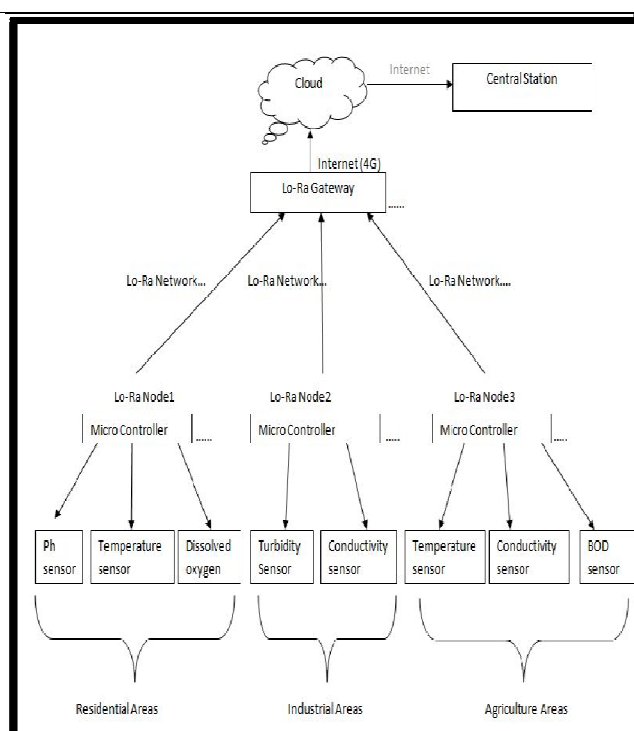 Internet
Cloud
Central Station
Internet (4G)
Lo-Ra Gateway
......
Lo-Ra Network...
Lo-Ra Network....
Lo-Ra Network....
Lo-Ra Node1
Lo-Ra Node2
Lo-Ra Node3
Micro Controller
......
Micro Controller
.....
Micro Controller
.....
Ph
sensor
Temperature
sensor
Dissolved
oxygen
Turbidity
Sensor
Conductivity
sensor
Temperature
sensor
Conductivity
sensor
BOD
sensor
Residential Areas
Industrial Areas
Agriculture Areas